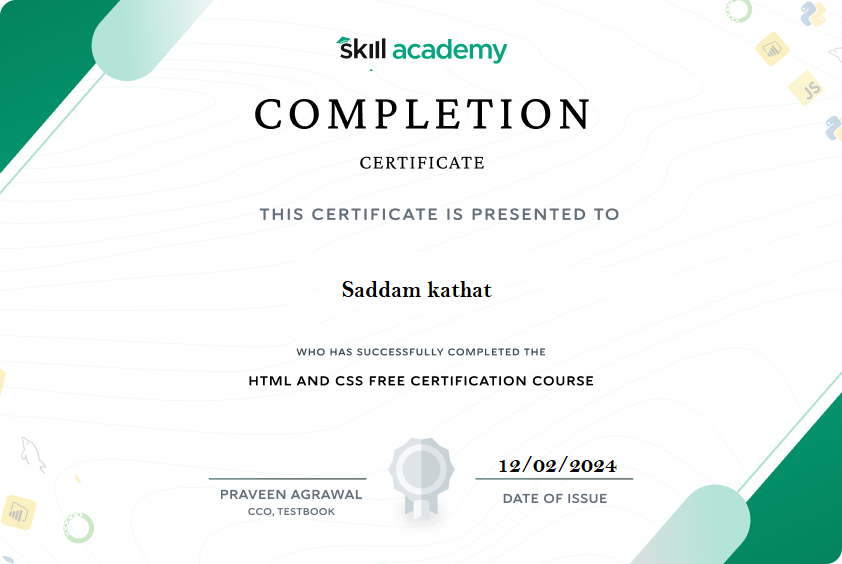 skill academy
COMPLETION
CERTIFICATE
THIS CERTIFICATE IS PRESENTED TO
Saddam kathat
WHO HAS SUCCESSFULLY COMPLETED THE
HTML AND CSS FREE CERTIFICATION COURSE
12/02/2024
PRAVEEN AGRAWAL
DATE OF ISSUE
CCO, TESTBOOK
JS